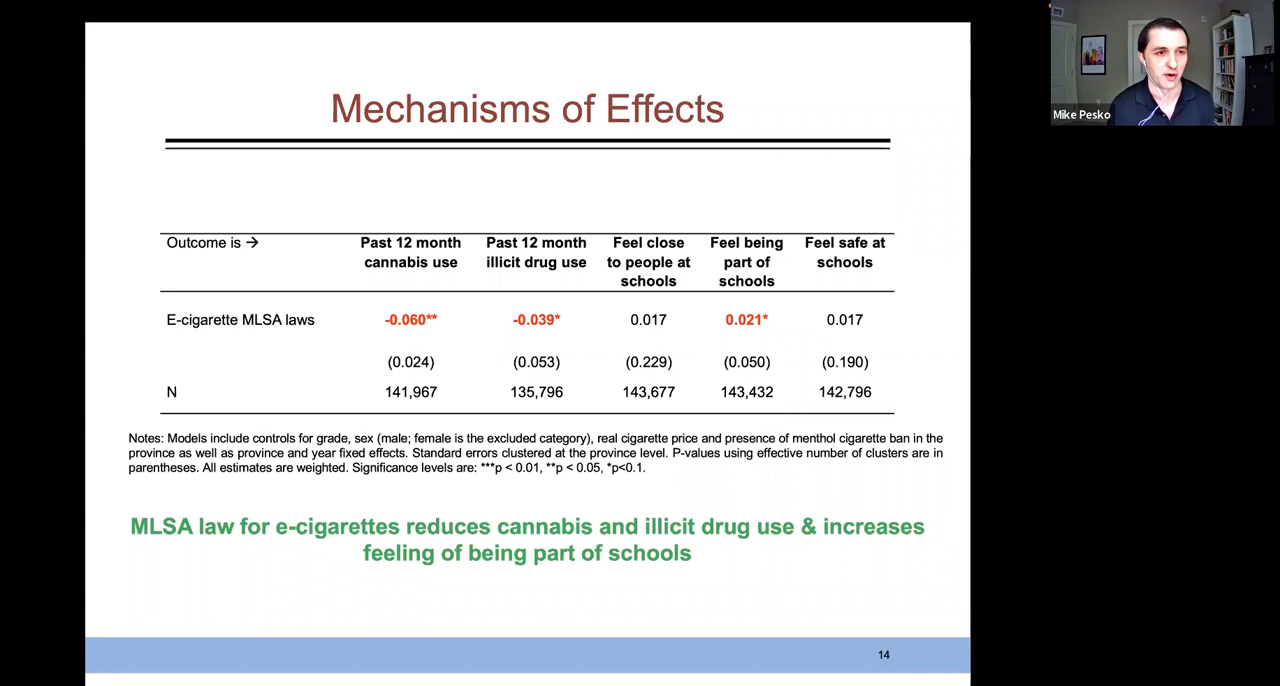 Mechanisms of Effects
Mike Pesko
Outcome is → Past 12 month cannabis use Past 12 month illicit drug use Feel close to people at schools Feel being part of schools Feel safe at schools
E-cigarette MLSA laws -0.060** -0.039* 0.017 0.021* 0.017
(0.024) (0.053) (0.229) (0.050) (0.190)
N 141,967 135,796 143,677 143,432 142,796
Notes: Models include controls for grade, sex (male; female is the excluded category), real cigarette price and presence of menthol cigarette ban in the
province as well as province and year fixed effects. Standard errors clustered at the province level. P-values using effective number of clusters are in
parentheses. All estimates are weighted. Significance levels are: ***p < 0.01, **p < 0.05, *p<0.1.
MLSA law for e-cigarettes reduces cannabis and illicit drug use & increases
feeling of being part of schools
14